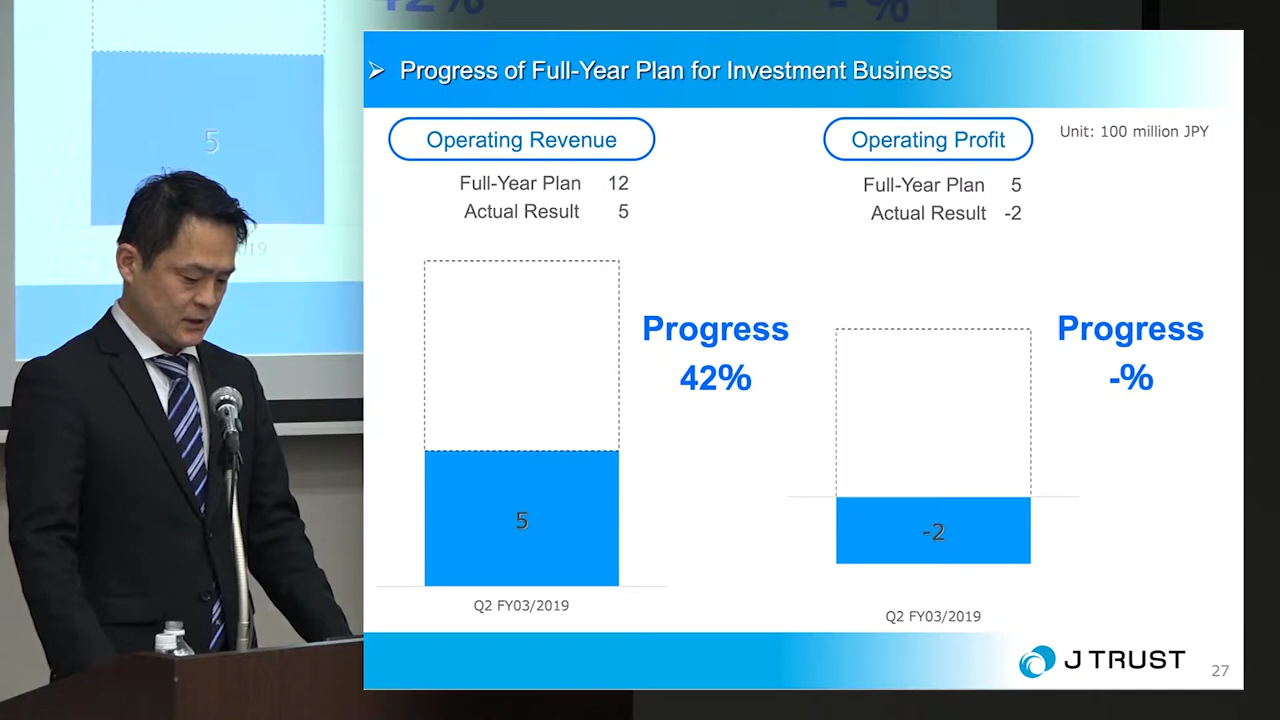 42%
- %
5
Progress of Full-Year Plan for Investment Business
Operating Revenue
Full-Year Plan 12
Actual Result 5
Progress
42%
5
Q2 FY03/2019
Operating Profit
Unit: 100 million JPY
Full-Year Plan 5
Actual Result -2
Progress
-%
-2
Q2 FY03/2019
J TRUST
27